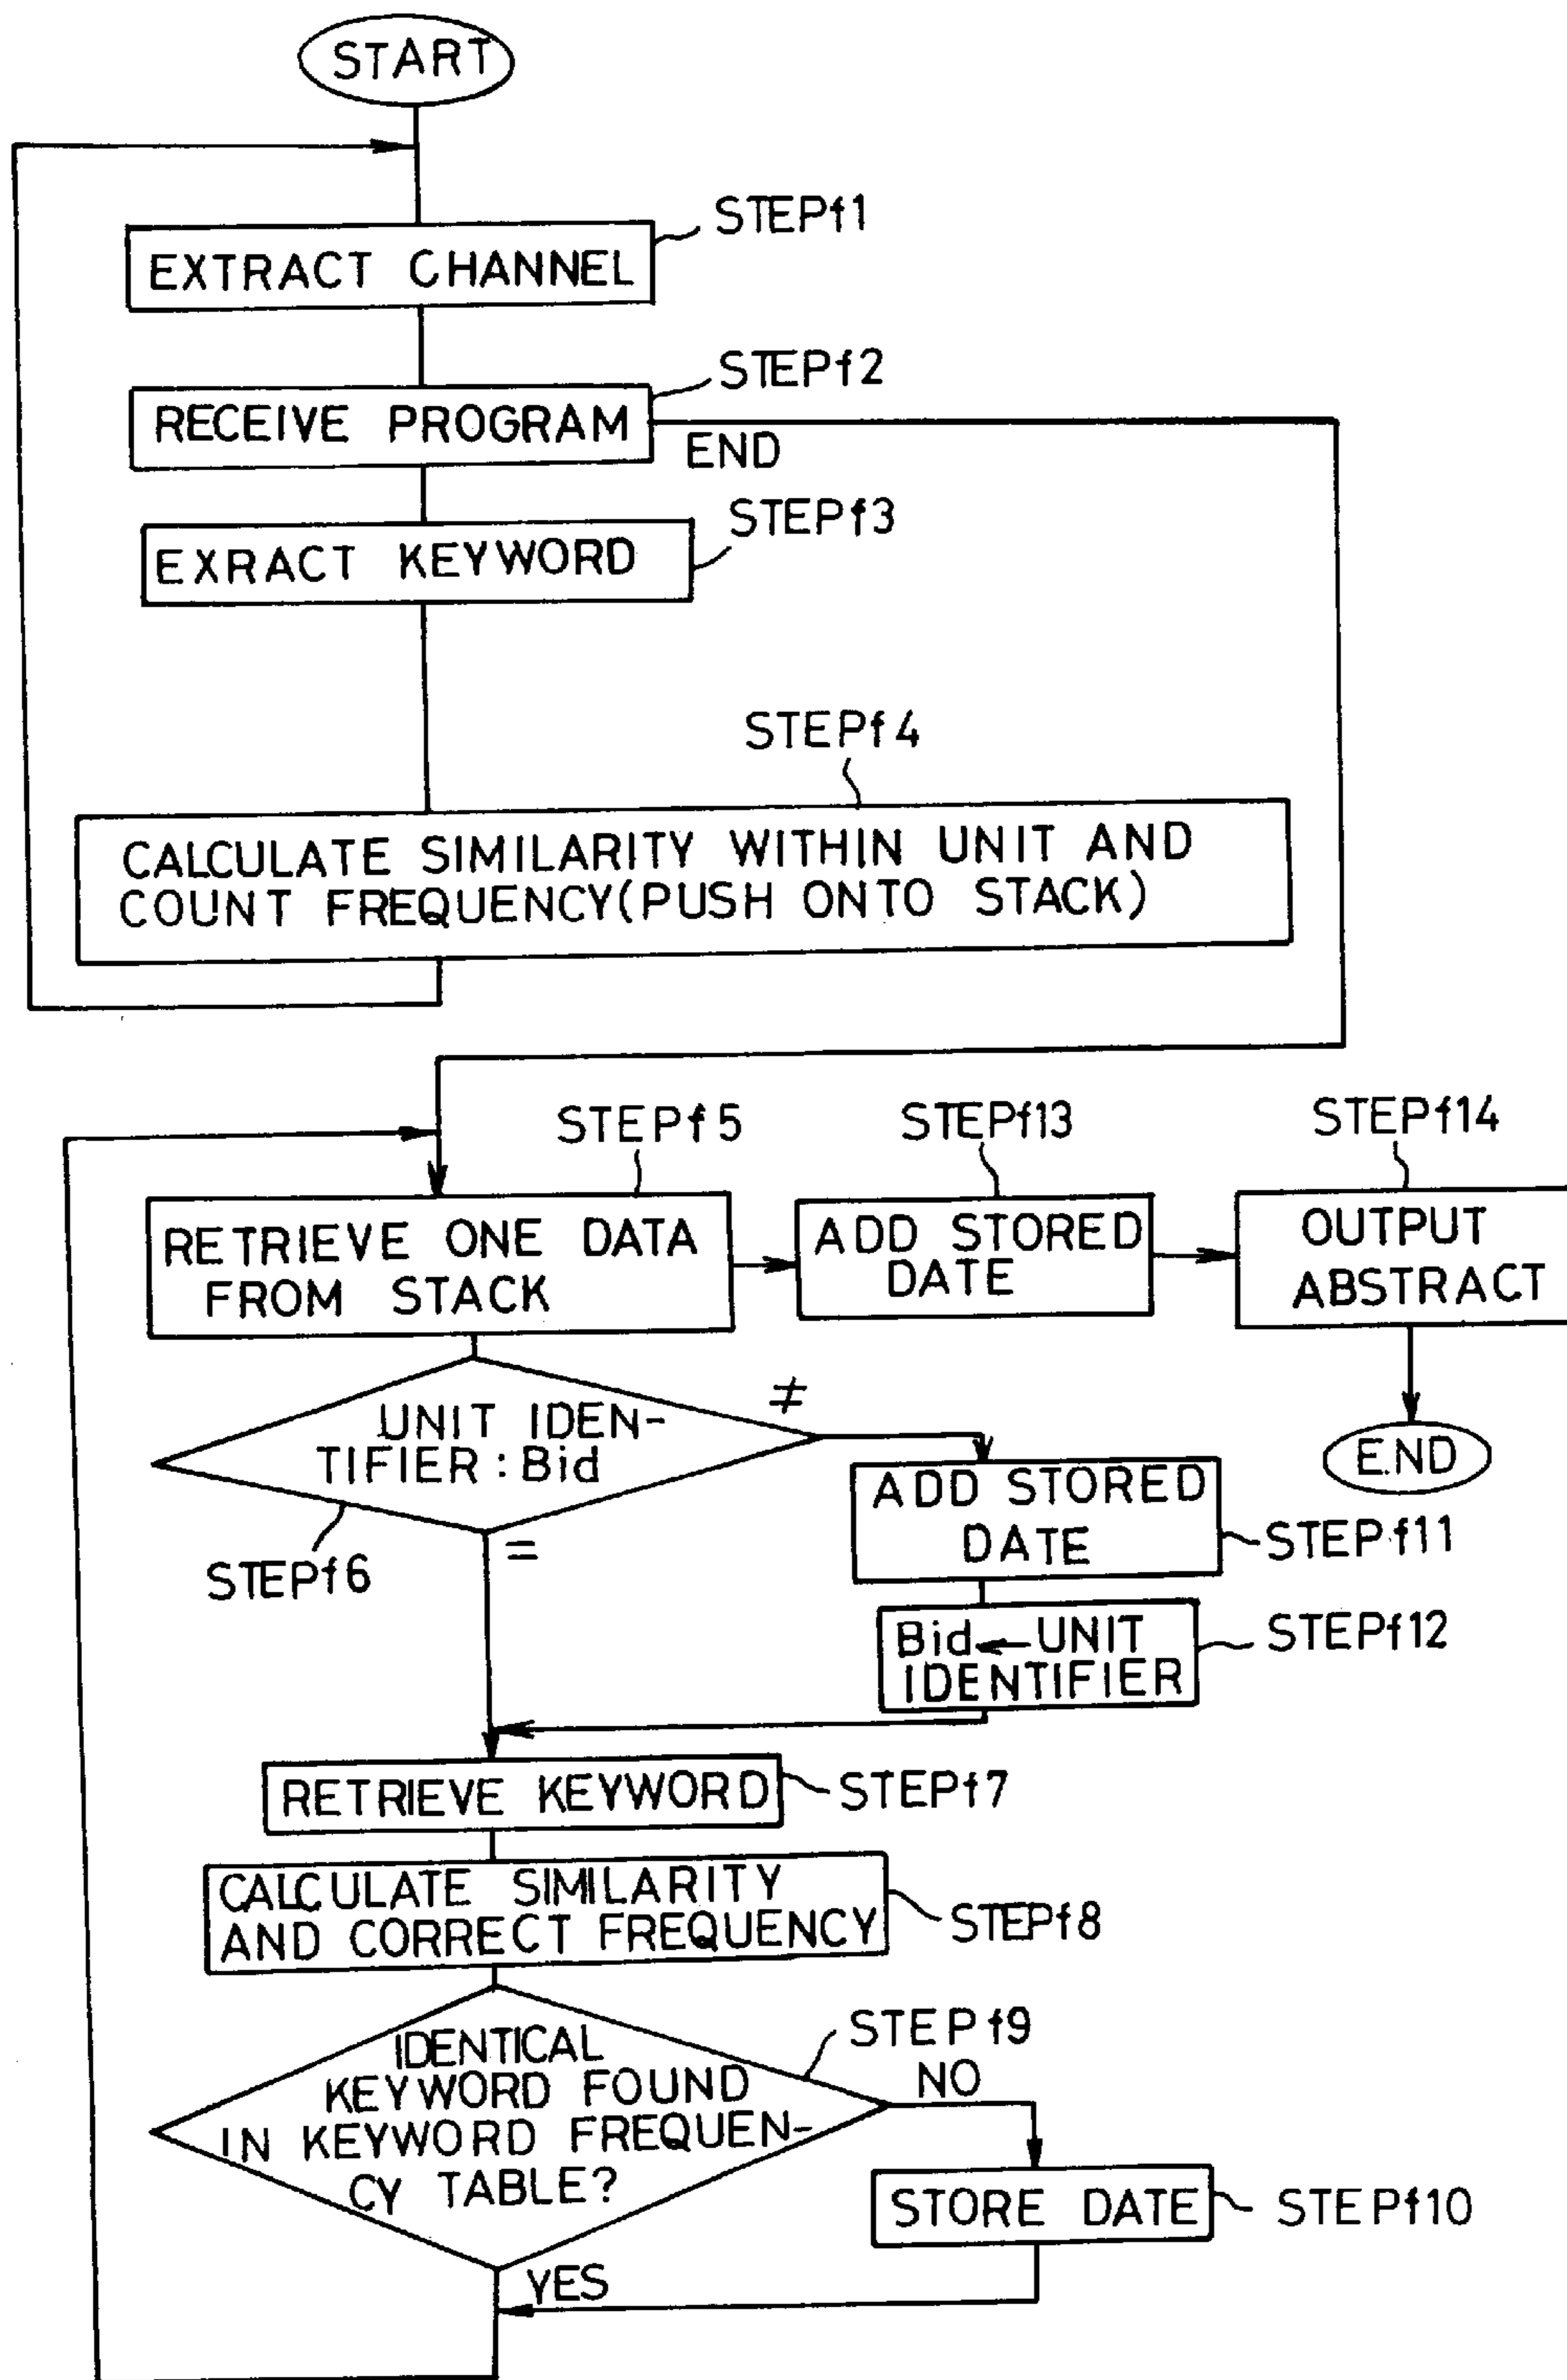 START
STEPf1
EXTRACT CHANNEL
STEPf2
RECEIVE PROGRAM
END
STEPf3
EXRACT KEYWORD
STEPf4
CALCULATE SIMILARITY WITHIN UNIT AND
COUNT FREQUENCY(PUSH ONTO STACK)
STEPf5
STEPf13
STEPf14
RETRIEVE ONE DATA
FROM STACK
ADD STORED
DATE
OUTPUT
ABSTRACT
END
UNIT IDEN-
TIFIER:Bid
≠
=
STEPf6
ADD STORED
DATE
STEPf11
Bid←UNIT
IDENTIFIER
STEPf12
RETRIEVE KEYWORD
STEPf7
CALCULATE SIMILARITY
AND CORRECT FREQUENCY
STEPf8
IDENTICAL
KEYWORD FOUND
IN KEYWORD FREQUEN-
CY TABLE?
STEPf9
NO
STORE DATE
STEPf10
YES